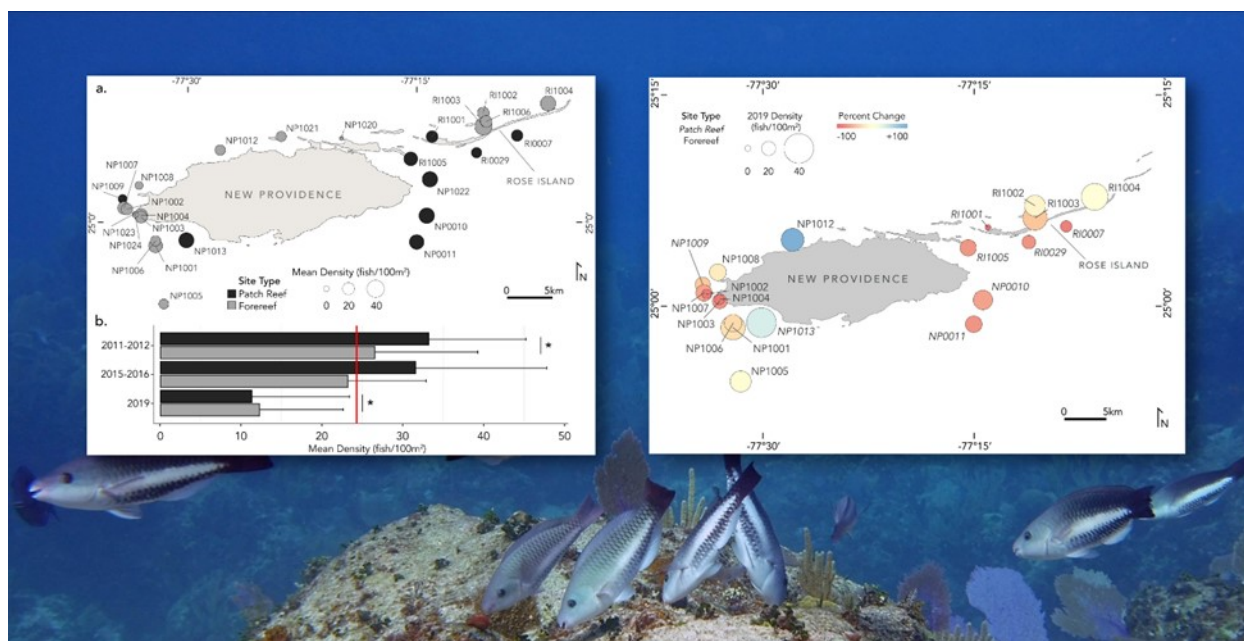 a.
-77°30'
-77°15'
RI1004
RI1002
RI1003
RI1006
NP1021
NP1020
RI1001
NP1012
RI0007
NP1007
RI0029
NP1008
RI1005
NP1009
ROSE ISLAND
NEW PROVIDENCE
NP1022
NP1002
25°0'
25°0'
NP1004
NP1003
NP0010
NP1023
NP1024
NP1013
NP0011
NP1006
NP1001
Mean Density (fish/100m²)
Site Type
Patch Reef
Forereef
0 20 40
N
5km
NP1005
b.
2011-2012
*
2015-2016
2019
*
0 10 20 30 40 50
Mean Density (fish/100m²)
-77°30'
-77°15'
25°15'
25°15'
Site Type
Patch Reef
Forereef
2019 Density
(fish/100m²)
0 20 40
Percent Change
-100 +100
RI1002
RI1004
RI1003
RI1001
NP1012
RI0007
RI0029
NP1009
RI1005
NP1008
ROSE ISLAND
NEW PROVIDENCE
NP1002
NP0010
NP1004
NP1007
25°00'
25°00'
NP1003
NP1013
NP0011
NP1006
NP1001
NP1005
5km
N
-77°30'
-77°15'